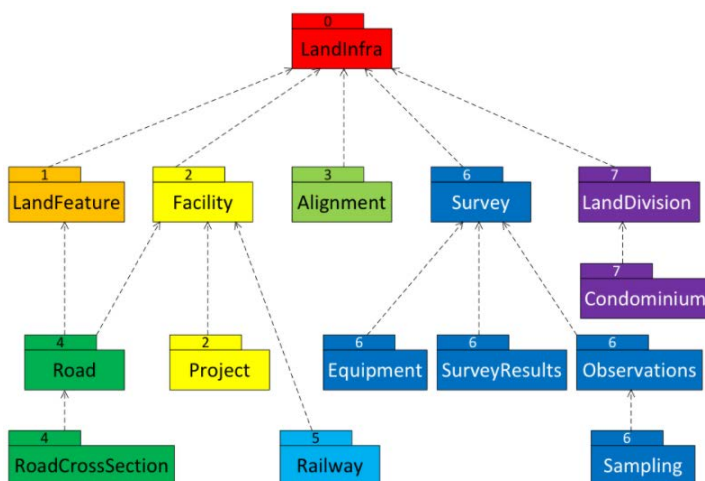 0
LandInfra
1
LandFeature
2
Facility
3
Alignment
6
Survey
7
LandDivision
7
Condominium
4
Road
2
Project
6
Equipment
6
SurveyResults
6
Observations
4
RoadCrossSection
5
Railway
6
Sampling